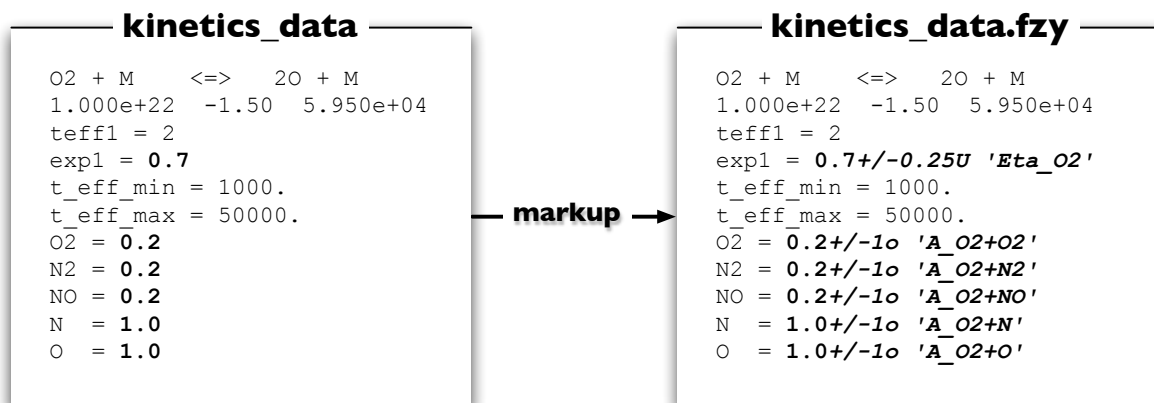 kinetics_data
O2 + M <=> 2O + M
1.000e+22 -1.50 5.950e+04
teff1 = 2
exp1 = 0.7
t_eff_min = 1000.
t_eff_max = 50000.
O2 = 0.2
N2 = 0.2
NO = 0.2
N = 1.0
O = 1.0
markup
kinetics_data.fzy
O2 + M <=> 2O + M
1.000e+22 -1.50 5.950e+04
teff1 = 2
exp1 = 0.7+/-0.25U 'Eta_O2'
t_eff_min = 1000.
t_eff_max = 50000.
O2 = 0.2+/-1o 'A_O2+O2'
N2 = 0.2+/-1o 'A_O2+N2'
NO = 0.2+/-1o 'A_O2+NO'
N = 1.0+/-1o 'A_O2+N'
O = 1.0+/-1o 'A_O2+O'